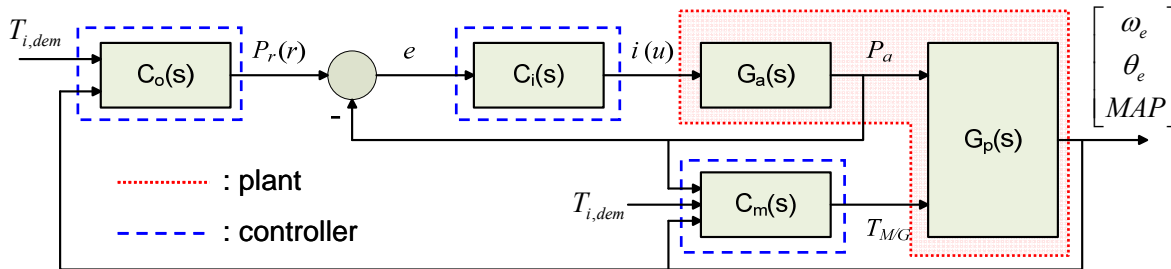 T_{i,dem}
C_o(s)
P_r(r)
e
C_i(s)
i(u)
G_a(s)
P_a
G_p(s)
ω_e
θ_e
MAP
-
T_{i,dem}
C_m(s)
T_{M/G}
: plant
: controller